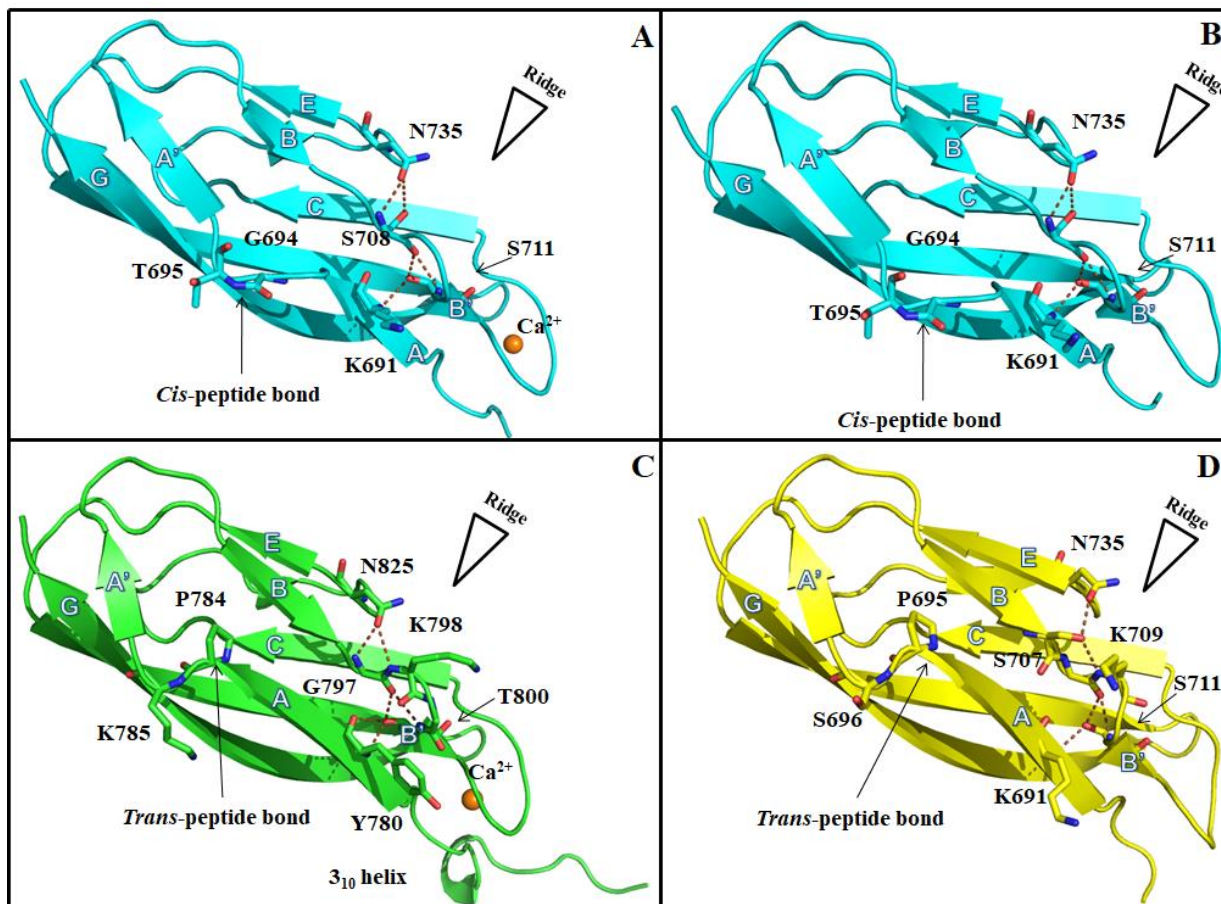 A
Ridge
E
N735
B
A'
G
C
G694
S708
S711
T695
B'
Ca²⁺
A
K691
Cis-peptide bond
B
Ridge
E
N735
B
A'
G
C
G694
S711
T695
B'
K691
A
Cis-peptide bond
C
Ridge
E
N825
B
A'
P784
K798
G
C
G797
A
T800
K785
B'
Ca²⁺
Trans-peptide bond
Y780
3₁₀ helix
D
Ridge
N735
E
A'
B
P695
K709
G
C
S707
S711
S696
A
B'
K691
Trans-peptide bond